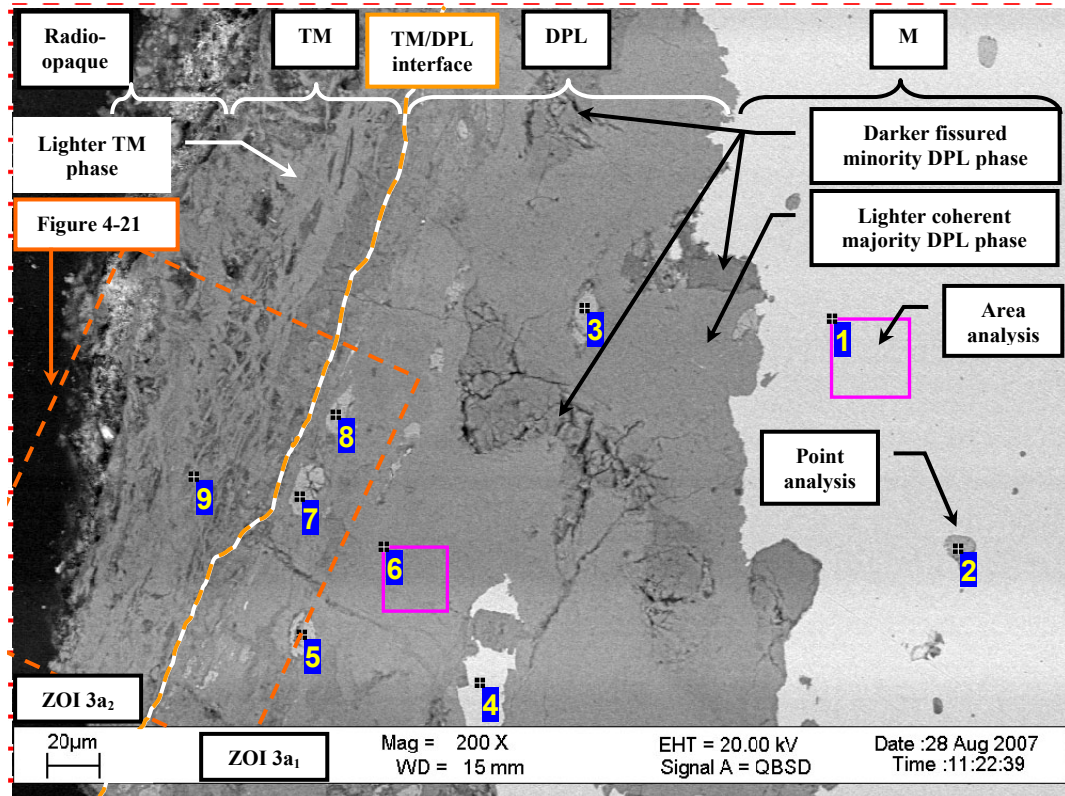 Radio-
opaque
TM
TM/DPL
interface
DPL
M
Lighter TM
phase
Darker fissured
minority DPL phase
Figure 4-21
Lighter coherent
majority DPL phase
Area
analysis
1
3
8
Point
analysis
9
7
6
2
5
4
ZOI 3a₂
ZOI 3a₁
20µm
Mag = 200 X
WD = 15 mm
EHT = 20.00 kV
Signal A = QBSD
Date :28 Aug 2007
Time :11:22:39